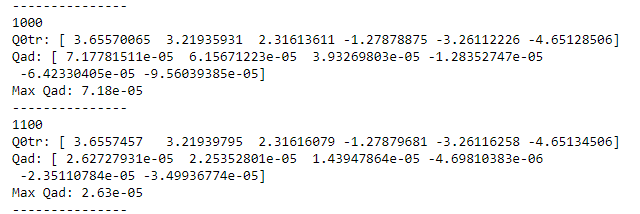 ---------------
1000
Q0tr: [ 3.65570065  3.21935931  2.31613611 -1.27878875 -3.26112226 -4.65128506]
Qad: [ 7.17781511e-05  6.15671223e-05  3.93269803e-05 -1.28352747e-05
 -6.42330405e-05 -9.56039385e-05]
Max Qad: 7.18e-05
---------------
1100
Q0tr: [ 3.6557457   3.21939795  2.31616079 -1.27879681 -3.26116258 -4.65134506]
Qad: [ 2.62727931e-05  2.25352801e-05  1.43947864e-05 -4.69810383e-06
 -2.35110784e-05 -3.49936774e-05]
Max Qad: 2.63e-05
---------------